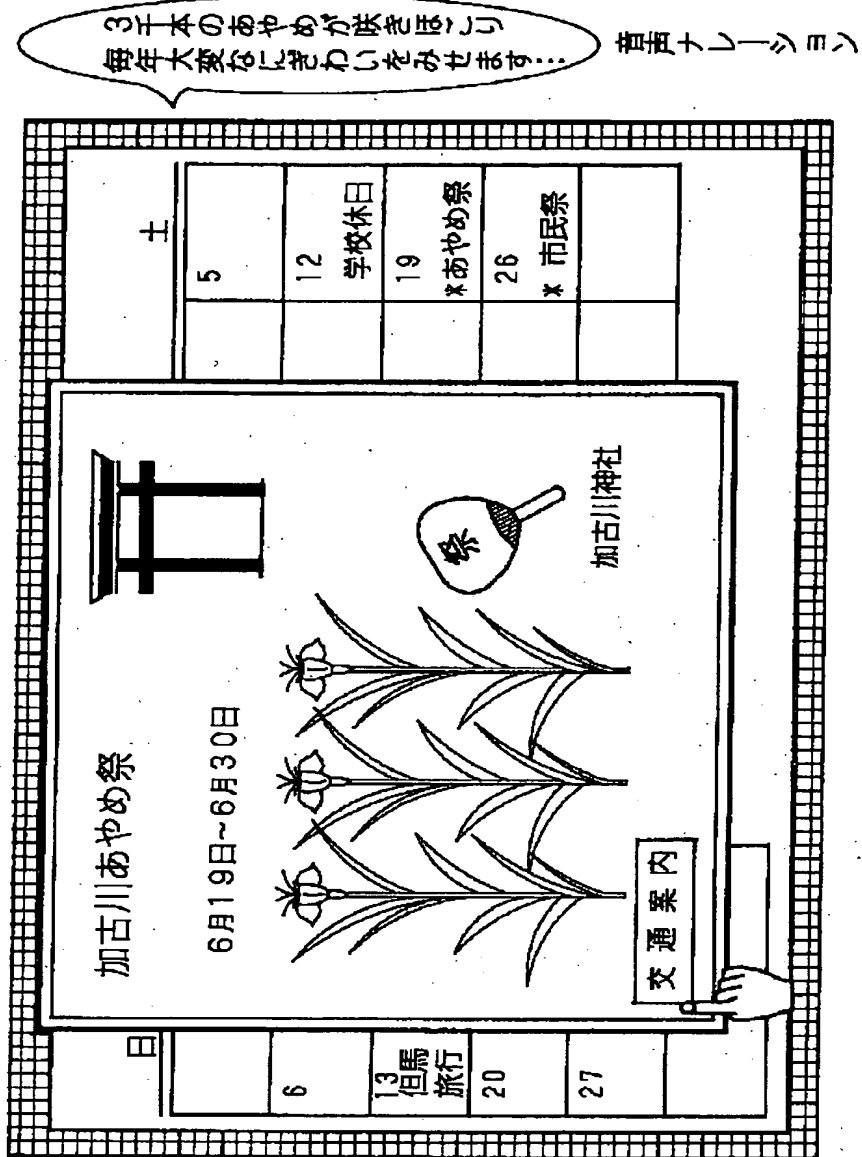 3千本のあやめが咲きほこり
毎年大変なにぎわいをみせます…
音声ナレーション
日
土
5
6
12
学校休日
13
但馬
旅行
19
*あやめ祭
20
26
* 市民祭
27
加古川あやめ祭
6月19日~6月30日
祭
加古川神社
交通案内